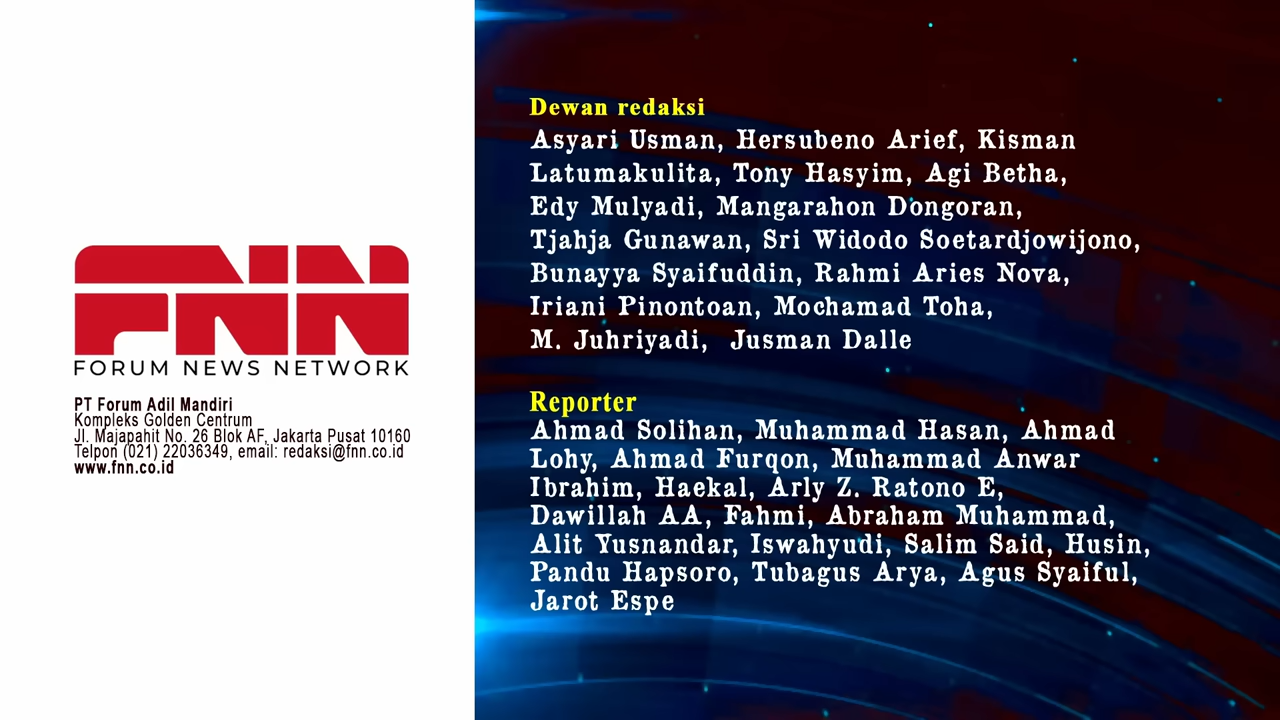 FNN
FORUM NEWS NETWORK
PT Forum Adil Mandiri
Kompleks Golden Centrum
Jl. Majapahit No. 26 Blok AF, Jakarta Pusat 10160
Telpon (021) 22036349, email: redaksi@fnn.co.id
www.fnn.co.id
Dewan redaksi
Asyari Usman, Hersubeno Arief, Kisman
Latumakulita, Tony Hasyim, Agi Betha,
Edy Mulyadi, Mangarahon Dongoran,
Tjahja Gunawan, Sri Widodo Soetardjowijono,
Bunayya Syaifuddin, Rahmi Aries Nova,
Iriani Pinontoan, Mochamad Toha,
M. Juhriyadi, Jusman Dalle
Reporter
Ahmad Solihan, Muhammad Hasan, Ahmad
Lohy, Ahmad Furqon, Muhammad Anwar
Ibrahim, Haekal, Arly Z. Ratono E,
Dawillah AA, Fahmi, Abraham Muhammad,
Alit Yusnandar, Iswahyudi, Salim Said, Husin,
Pandu Hapsoro, Tubagus Arya, Agus Syaiful,
Jarot Espe